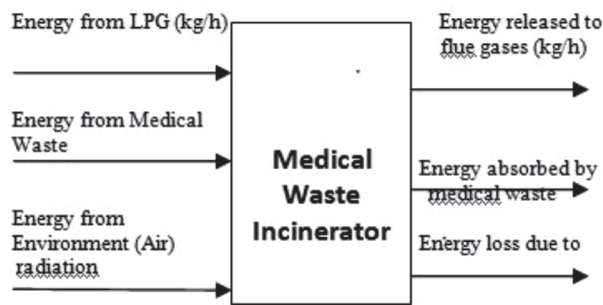 Energy from LPG (kg/h)
Energy from Medical
Waste
Energy from
Environment (Air)
radiation
Medical
Waste
Incinerator
Energy released to
flue gases (kg/h)
Energy absorbed by
medical waste
Energy loss due to